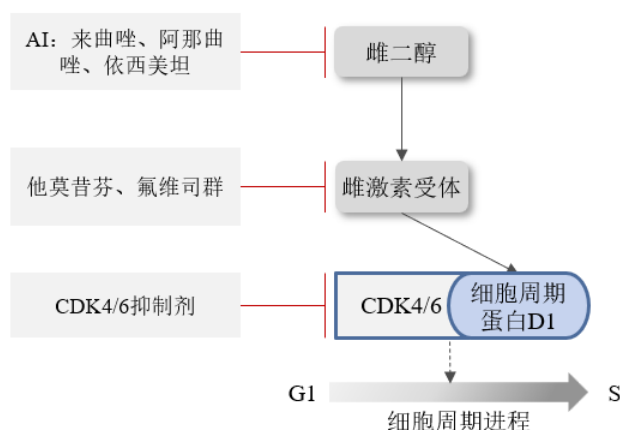 AI：来曲唑、阿那曲
唑、依西美坦
雌二醇
他莫昔芬、氟维司群
雌激素受体
CDK4/6抑制剂
CDK4/6
细胞周期
蛋白D1
G1
S
细胞周期进程